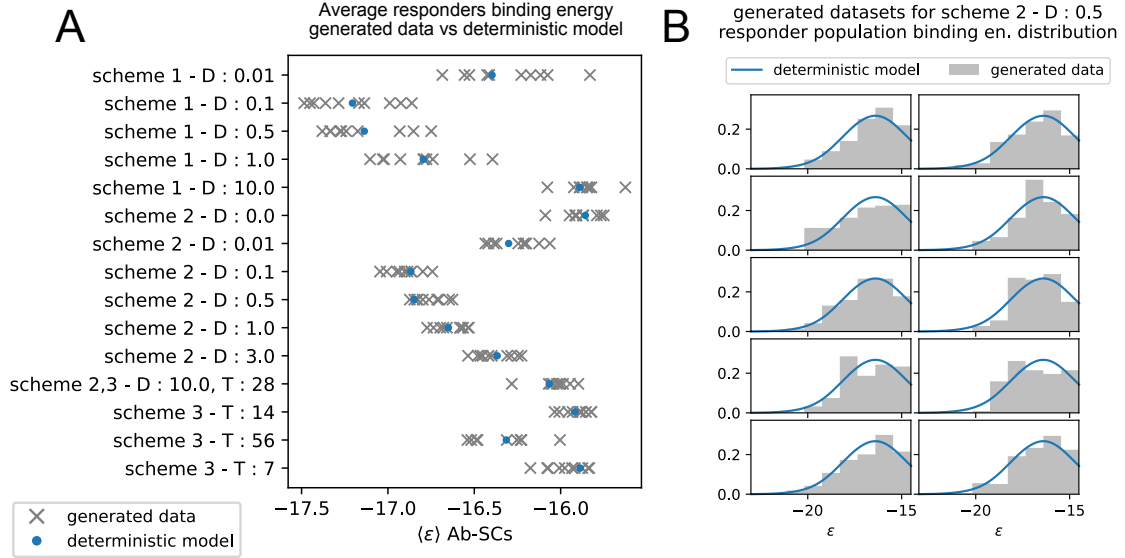 A
Average responders binding energy
generated data vs deterministic model
scheme 1 - D : 0.01
scheme 1 - D : 0.1
scheme 1 - D : 0.5
scheme 1 - D : 1.0
scheme 1 - D : 10.0
scheme 2 - D : 0.0
scheme 2 - D : 0.01
scheme 2 - D : 0.1
scheme 2 - D : 0.5
scheme 2 - D : 1.0
scheme 2 - D : 3.0
scheme 2,3 - D : 10.0, T : 28
scheme 3 - T : 14
scheme 3 - T : 56
scheme 3 - T : 7
−17.5 −17.0 −16.5 −16.0
⟨ε⟩ Ab-SCs
generated data
deterministic model
B
generated datasets for scheme 2 - D : 0.5
responder population binding en. distribution
deterministic model generated data
0.2
0.0
0.2
0.0
0.2
0.0
0.2
0.0
0.2
0.0
−20 −15 −20 −15
ε ε